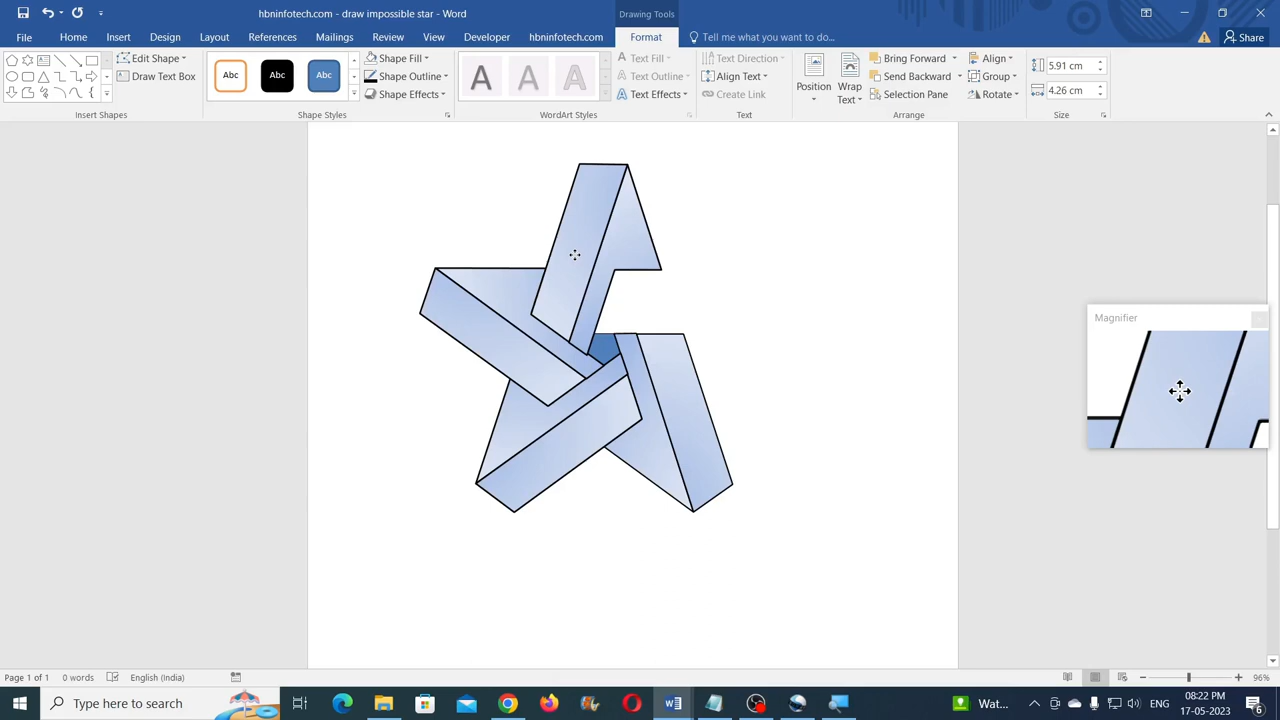 hbninfotech.com - draw impossible star - Word
Drawing Tools
File Home Insert Design Layout References Mailings Review View Developer hbninfotech.com Format Tell me what you want to do... Share
Edit Shape
Draw Text Box
Insert Shapes
Abc Abc Abc
Shape Fill
Shape Outline
Shape Effects
Shape Styles
A A A
Text Fill
Text Outline
Text Effects
WordArt Styles
Text Direction
Align Text
Create Link
Text
Position
Wrap Text
Bring Forward
Send Backward
Selection Pane
Align
Group
Rotate
Arrange
5.91 cm
4.26 cm
Size
Magnifier
Page 1 of 1 0 words English (India) 96%
Type here to search
Wat...
ENG
08:22 PM
17-05-2023
6